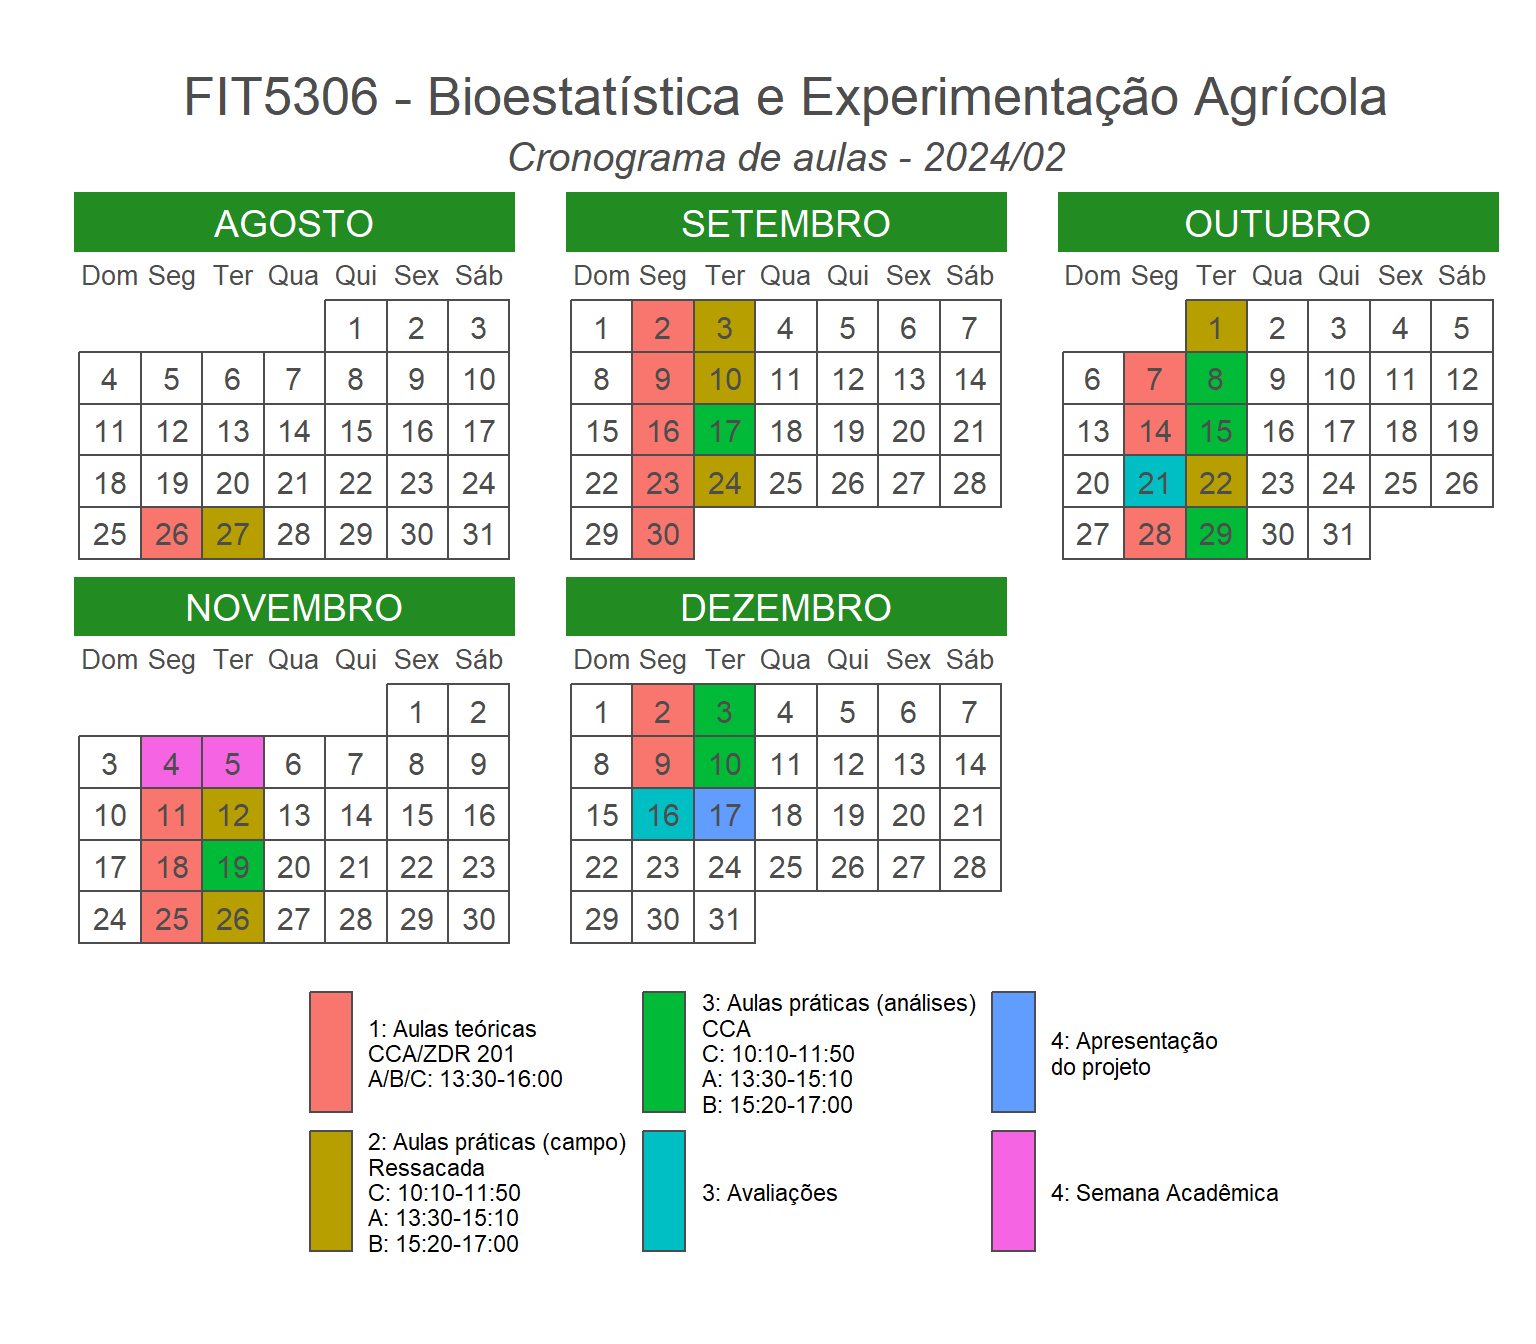 FIT5306 - Bioestatística e Experimentação Agrícola
Cronograma de aulas - 2024/02
AGOSTO
Dom Seg Ter Qua Qui Sex Sáb
1 2 3
4 5 6 7 8 9 10
11 12 13 14 15 16 17
18 19 20 21 22 23 24
25 26 27 28 29 30 31
SETEMBRO
Dom Seg Ter Qua Qui Sex Sáb
1 2 3 4 5 6 7
8 9 10 11 12 13 14
15 16 17 18 19 20 21
22 23 24 25 26 27 28
29 30
OUTUBRO
Dom Seg Ter Qua Qui Sex Sáb
1 2 3 4 5
6 7 8 9 10 11 12
13 14 15 16 17 18 19
20 21 22 23 24 25 26
27 28 29 30 31
NOVEMBRO
Dom Seg Ter Qua Qui Sex Sáb
1 2
3 4 5 6 7 8 9
10 11 12 13 14 15 16
17 18 19 20 21 22 23
24 25 26 27 28 29 30
DEZEMBRO
Dom Seg Ter Qua Qui Sex Sáb
1 2 3 4 5 6 7
8 9 10 11 12 13 14
15 16 17 18 19 20 21
22 23 24 25 26 27 28
29 30 31
1: Aulas teóricas
CCA/ZDR 201
A/B/C: 13:30-16:00
2: Aulas práticas (campo)
Ressacada
C: 10:10-11:50
A: 13:30-15:10
B: 15:20-17:00
3: Aulas práticas (análises)
CCA
C: 10:10-11:50
A: 13:30-15:10
B: 15:20-17:00
3: Avaliações
4: Apresentação
do projeto
4: Semana Acadêmica